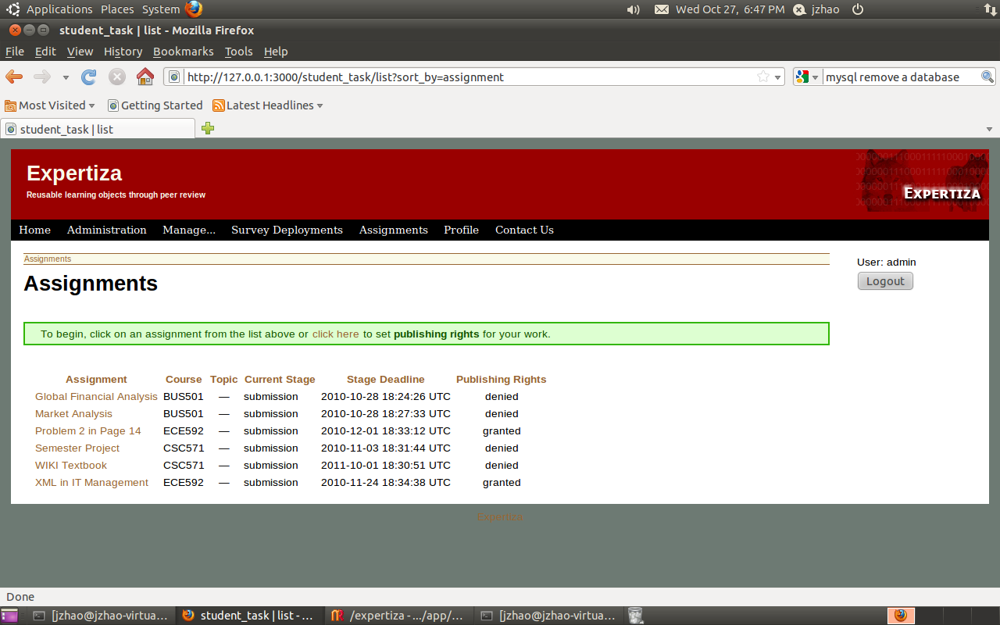 Applications Places System Wed Oct 27, 6:47 PM jzhao
student_task | list - Mozilla Firefox
File Edit View History Bookmarks Tools Help
http://127.0.0.1:3000/student_task/list?sort_by=assignment mysql remove a database
Most Visited Getting Started Latest Headlines
student_task | list
Expertiza
Reusable learning objects through peer review
EXPERTIZA
Home Administration Manage... Survey Deployments Assignments Profile Contact Us
Assignments
User: admin
Assignments
Logout
To begin, click on an assignment from the list above or click here to set publishing rights for your work.
Assignment Course Topic Current Stage Stage Deadline Publishing Rights
Global Financial Analysis BUS501 — submission 2010-10-28 18:24:26 UTC denied
Market Analysis BUS501 — submission 2010-10-28 18:27:33 UTC denied
Problem 2 in Page 14 ECE592 — submission 2010-12-01 18:33:12 UTC granted
Semester Project CSC571 — submission 2010-11-03 18:31:44 UTC denied
WIKI Textbook CSC571 — submission 2011-10-01 18:30:51 UTC denied
XML in IT Management ECE592 — submission 2010-11-24 18:34:38 UTC granted
Expertiza
Done
[jzhao@jzhao-virtua... student_task | list - ... /expertiza - .../app/... [jzhao@jzhao-virtua...